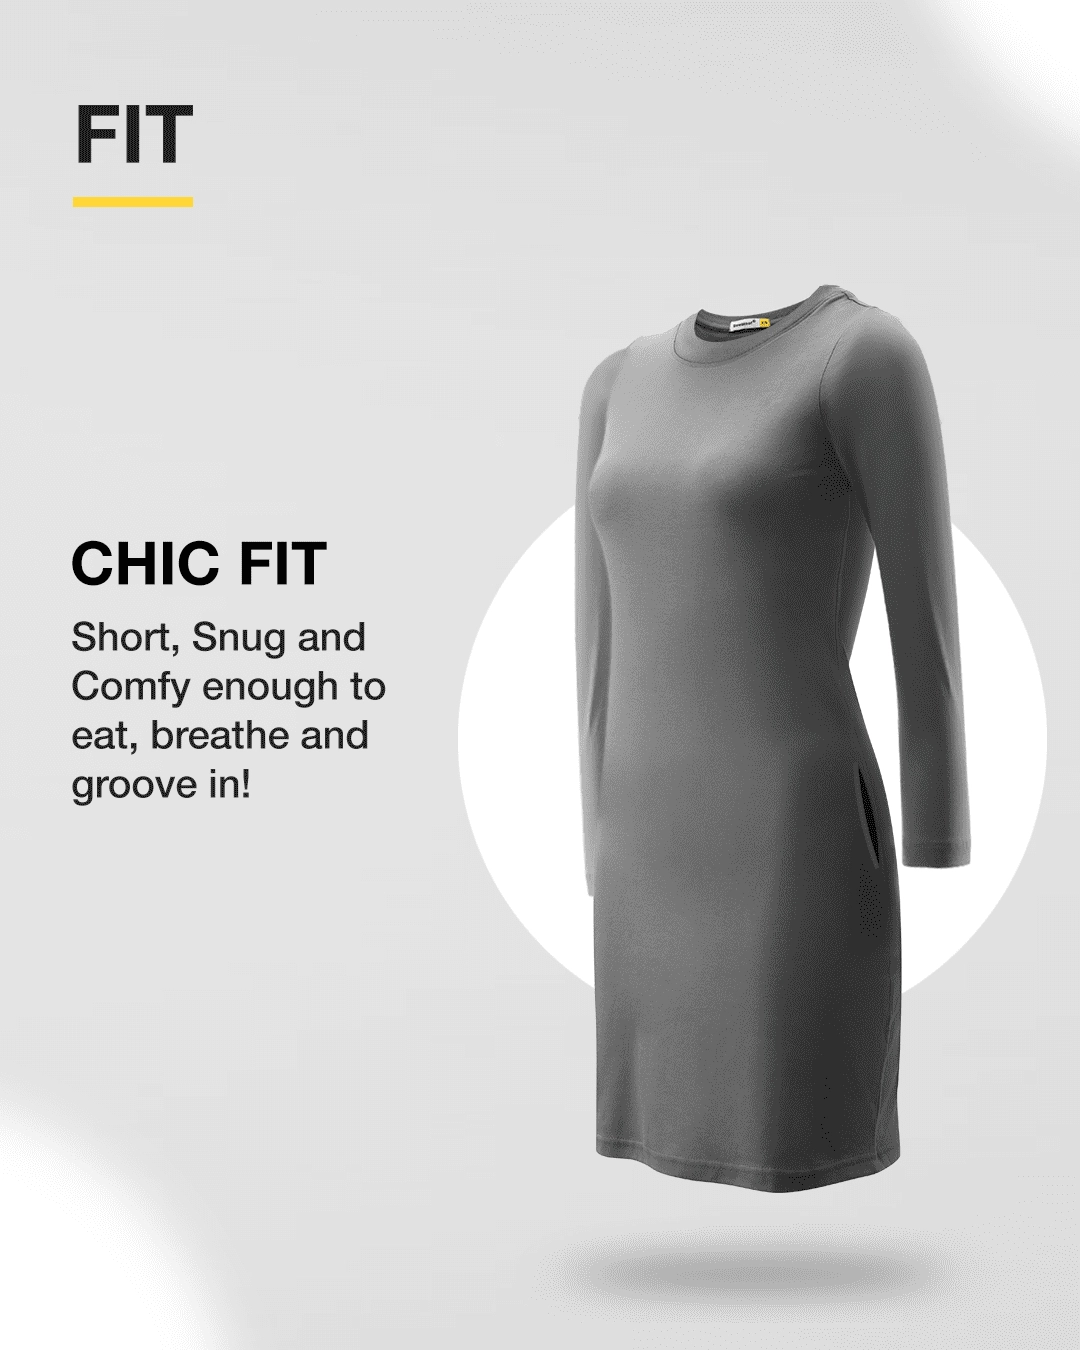 FIT
CHIC FIT
Short, Snug and
Comfy enough to
eat, breathe and
groove in!